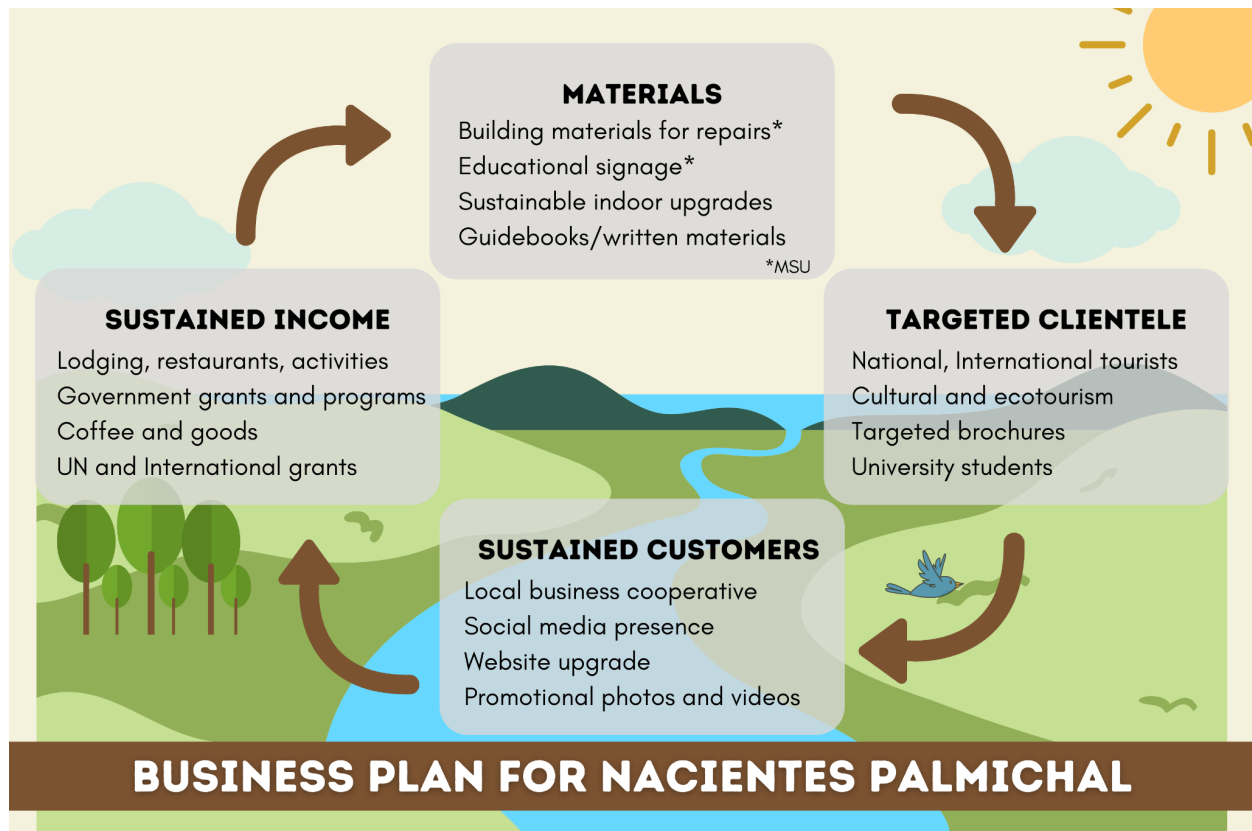 MATERIALS
Building materials for repairs*
Educational signage*
Sustainable indoor upgrades
Guidebooks/written materials
*MSU
SUSTAINED INCOME
Lodging, restaurants, activities
Government grants and programs
Coffee and goods
UN and International grants
TARGETED CLIENTELE
National, International tourists
Cultural and ecotourism
Targeted brochures
University students
SUSTAINED CUSTOMERS
Local business cooperative
Social media presence
Website upgrade
Promotional photos and videos
BUSINESS PLAN FOR NACIENTES PALMICHAL